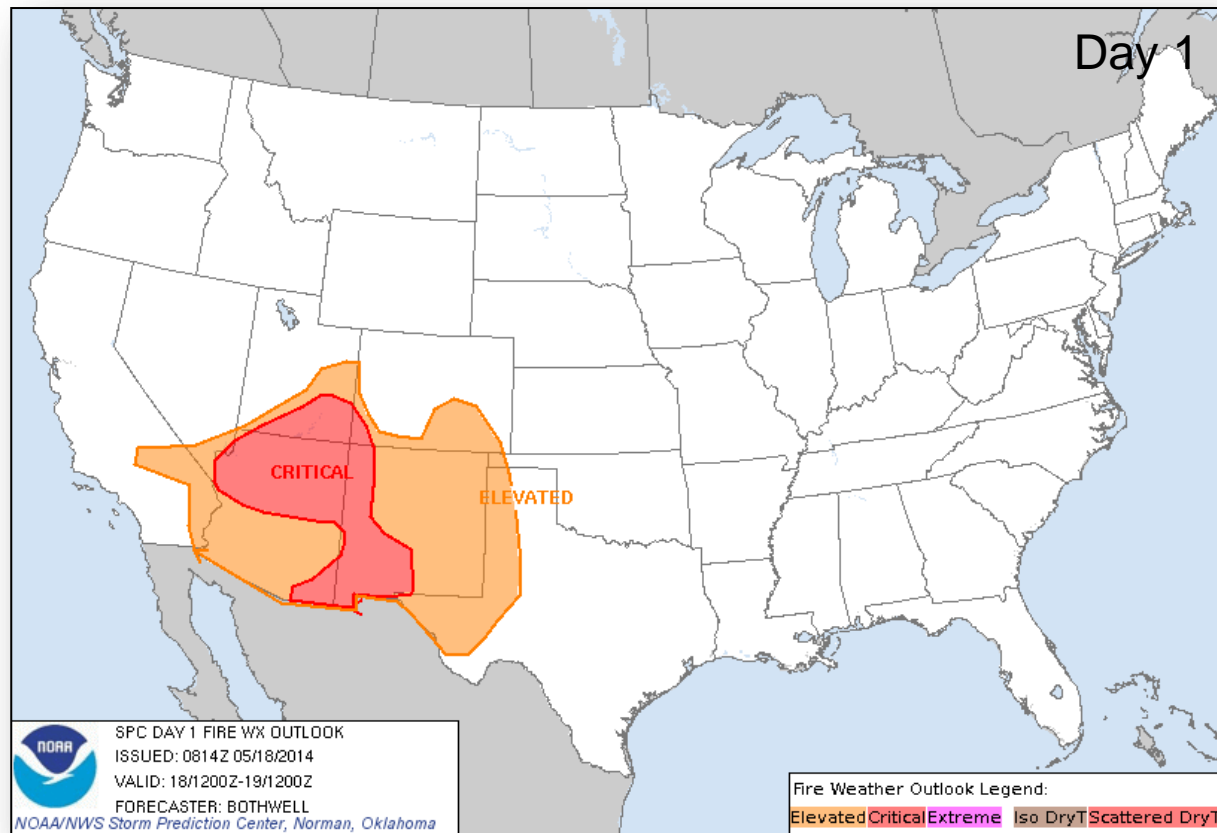 Day 1
CRITICAL
ELEVATED
NOAA
SPC DAY 1 FIRE WX OUTLOOK
ISSUED: 0814Z 05/18/2014
VALID: 18/1200Z-19/1200Z
FORECASTER: BOTHWELL
NOAA/NWS Storm Prediction Center, Norman, Oklahoma
Fire Weather Outlook Legend:
Elevated Critical Extreme Iso DryT Scattered DryT